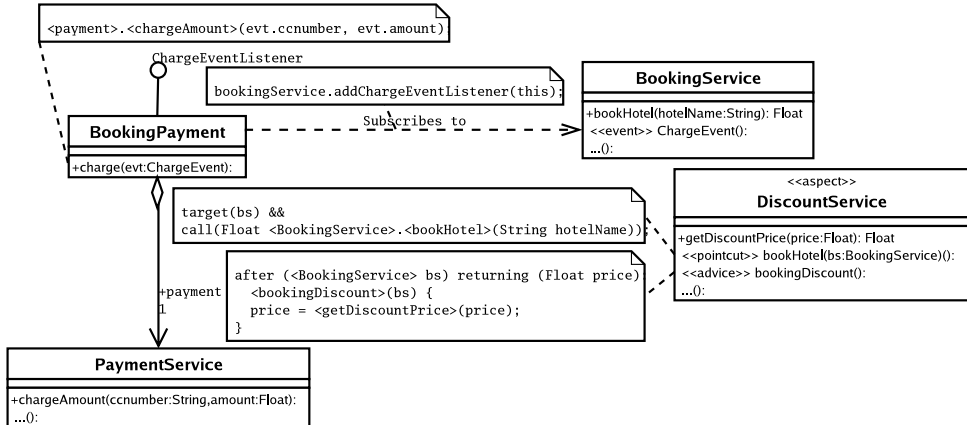 <payment>.<chargeAmount>(evt.ccnumber, evt.amount);
ChargeEventListener
bookingService.addChargeEventListener(this);
Subscribes to
BookingService
+bookHotel(hotelName:String): Float
<<event>> ChargeEvent():
...():
BookingPayment
+charge(evt:ChargeEvent):
target(bs) &&
call(Float <BookingService>.<bookHotel>(String hotelName));
<<aspect>>
DiscountService
+getDiscountPrice(price:Float): Float
<<pointcut>> bookHotel(bs:BookingService)():
<<advice>> bookingDiscount():
...():
after (<BookingService> bs) returning (Float price):
<bookingDiscount>(bs) {
price = <getDiscountPrice>(price);
}
+payment
1
PaymentService
+chargeAmount(ccnumber:String,amount:Float):
...():